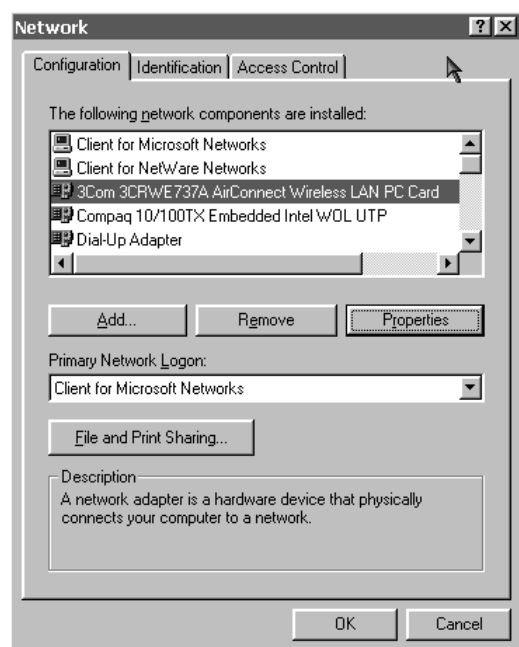 Network
Configuration Identification Access Control
The following network components are installed:
Client for Microsoft Networks
Client for NetWare Networks
3Com 3CRWE737A AirConnect Wireless LAN PC Card
Compaq 10/100TX Embedded Intel WOL UTP
Dial-Up Adapter
Add... Remove Properties
Primary Network Logon:
Client for Microsoft Networks
File and Print Sharing...
Description
A network adapter is a hardware device that physically
connects your computer to a network.
OK Cancel